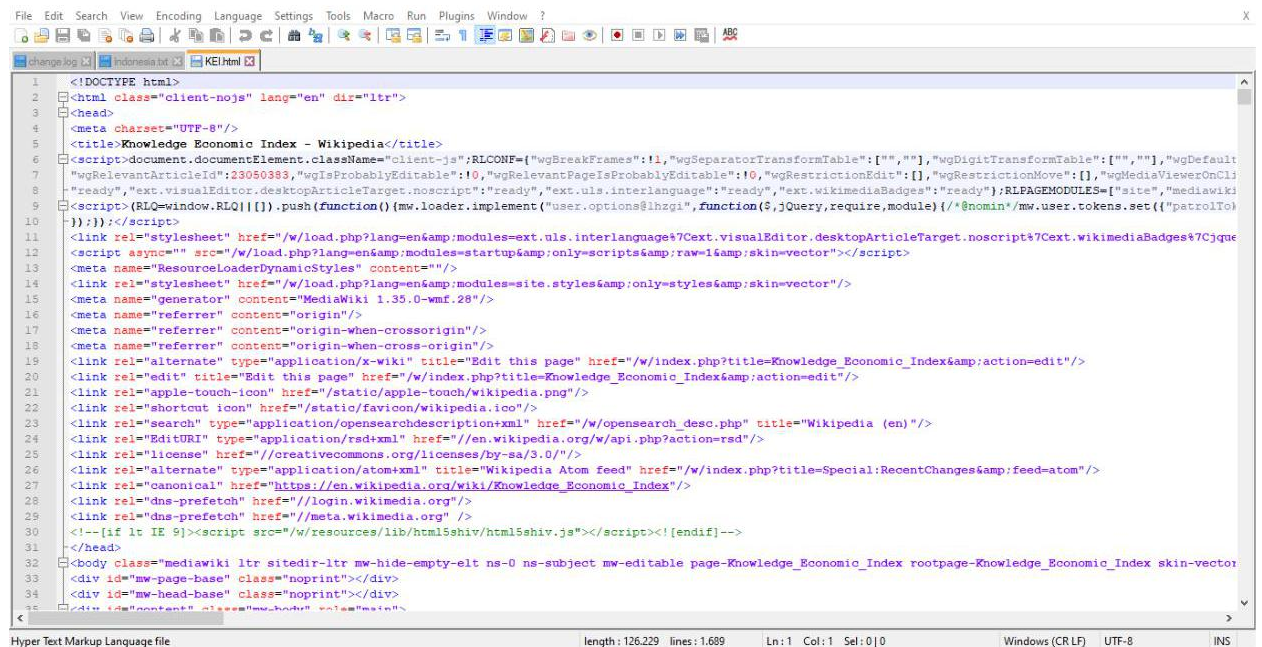 File Edit Search View Encoding Language Settings Tools Macro Run Plugins Window ? X
ABC
change.log Indonesia.txt KEI.html
1 <!DOCTYPE html>
2 <html class="client-nojs" lang="en" dir="ltr">
3 <head>
4 <meta charset="UTF-8"/>
5 <title>Knowledge Economic Index - Wikipedia</title>
6 <script>document.documentElement.className="client-js";RLCONF={"wgBreakFrames":!1,"wgSeparatorTransformTable":["",""],"wgDigitTransformTable":["",""],"wgDefault
7 "wgRelevantArticleId":23050383,"wgIsProbablyEditable":!0,"wgRelevantPageIsProbablyEditable":!0,"wgRestrictionEdit":[],"wgRestrictionMove":[],"wgMediaViewerOnCli
8 "ready","ext.visualEditor.desktopArticleTarget.noscript":"ready","ext.uls.interlanguage":"ready","ext.wikimediaBadges":"ready"};RLPAGEMODULES=["site","mediawiki
9 <script>(RLQ=window.RLQ||[]).push(function(){mw.loader.implement("user.options@1hzgi",function($,jQuery,require,module){/*@nomin*/mw.user.tokens.set({"patrolTok
10 });});</script>
11 <link rel="stylesheet" href="/w/load.php?lang=en&amp;modules=ext.uls.interlanguage%7Cext.visualEditor.desktopArticleTarget.noscript%7Cext.wikimediaBadges%7Cjque
12 <script async="" src="/w/load.php?lang=en&amp;modules=startup&amp;only=scripts&amp;raw=1&amp;skin=vector"></script>
13 <meta name="ResourceLoaderDynamicStyles" content=""/>
14 <link rel="stylesheet" href="/w/load.php?lang=en&amp;modules=site.styles&amp;only=styles&amp;skin=vector"/>
15 <meta name="generator" content="MediaWiki 1.35.0-wmf.28"/>
16 <meta name="referrer" content="origin"/>
17 <meta name="referrer" content="origin-when-crossorigin"/>
18 <meta name="referrer" content="origin-when-cross-origin"/>
19 <link rel="alternate" type="application/x-wiki" title="Edit this page" href="/w/index.php?title=Knowledge_Economic_Index&amp;action=edit"/>
20 <link rel="edit" title="Edit this page" href="/w/index.php?title=Knowledge_Economic_Index&amp;action=edit"/>
21 <link rel="apple-touch-icon" href="/static/apple-touch/wikipedia.png"/>
22 <link rel="shortcut icon" href="/static/favicon/wikipedia.ico"/>
23 <link rel="search" type="application/opensearchdescription+xml" href="/w/opensearch_desc.php" title="Wikipedia (en)"/>
24 <link rel="EditURI" type="application/rsd+xml" href="//en.wikipedia.org/w/api.php?action=rsd"/>
25 <link rel="license" href="//creativecommons.org/licenses/by-sa/3.0/"/>
26 <link rel="alternate" type="application/atom+xml" title="Wikipedia Atom feed" href="/w/index.php?title=Special:RecentChanges&amp;feed=atom"/>
27 <link rel="canonical" href="https://en.wikipedia.org/wiki/Knowledge_Economic_Index"/>
28 <link rel="dns-prefetch" href="//login.wikimedia.org"/>
29 <link rel="dns-prefetch" href="//meta.wikimedia.org" />
30 <!--[if lt IE 9]><script src="/w/resources/lib/html5shiv/html5shiv.js"></script><![endif]-->
31 </head>
32 <body class="mediawiki ltr sitedir-ltr mw-hide-empty-elt ns-0 ns-subject mw-editable page-Knowledge_Economic_Index rootpage-Knowledge_Economic_Index skin-vector
33 <div id="mw-page-base" class="noprint"></div>
34 <div id="mw-head-base" class="noprint"></div>
35 <div id="content" class="mw-body" role="main">
Hyper Text Markup Language file length : 126.229 lines : 1.689 Ln : 1 Col : 1 Sel : 0 | 0 Windows (CR LF) UTF-8 INS